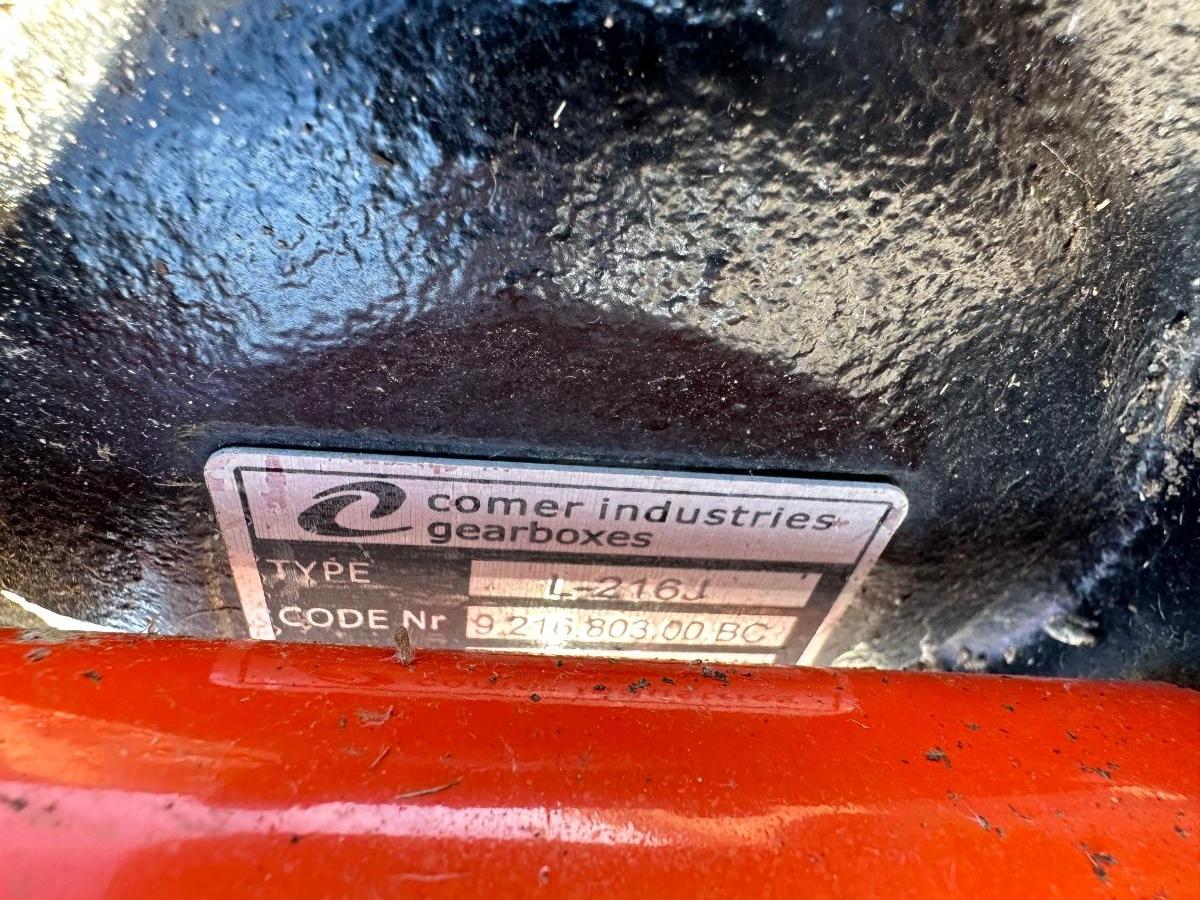 comer industries
gearboxes
TYPE L-216J
CODE Nr 9.216.803.00.BC